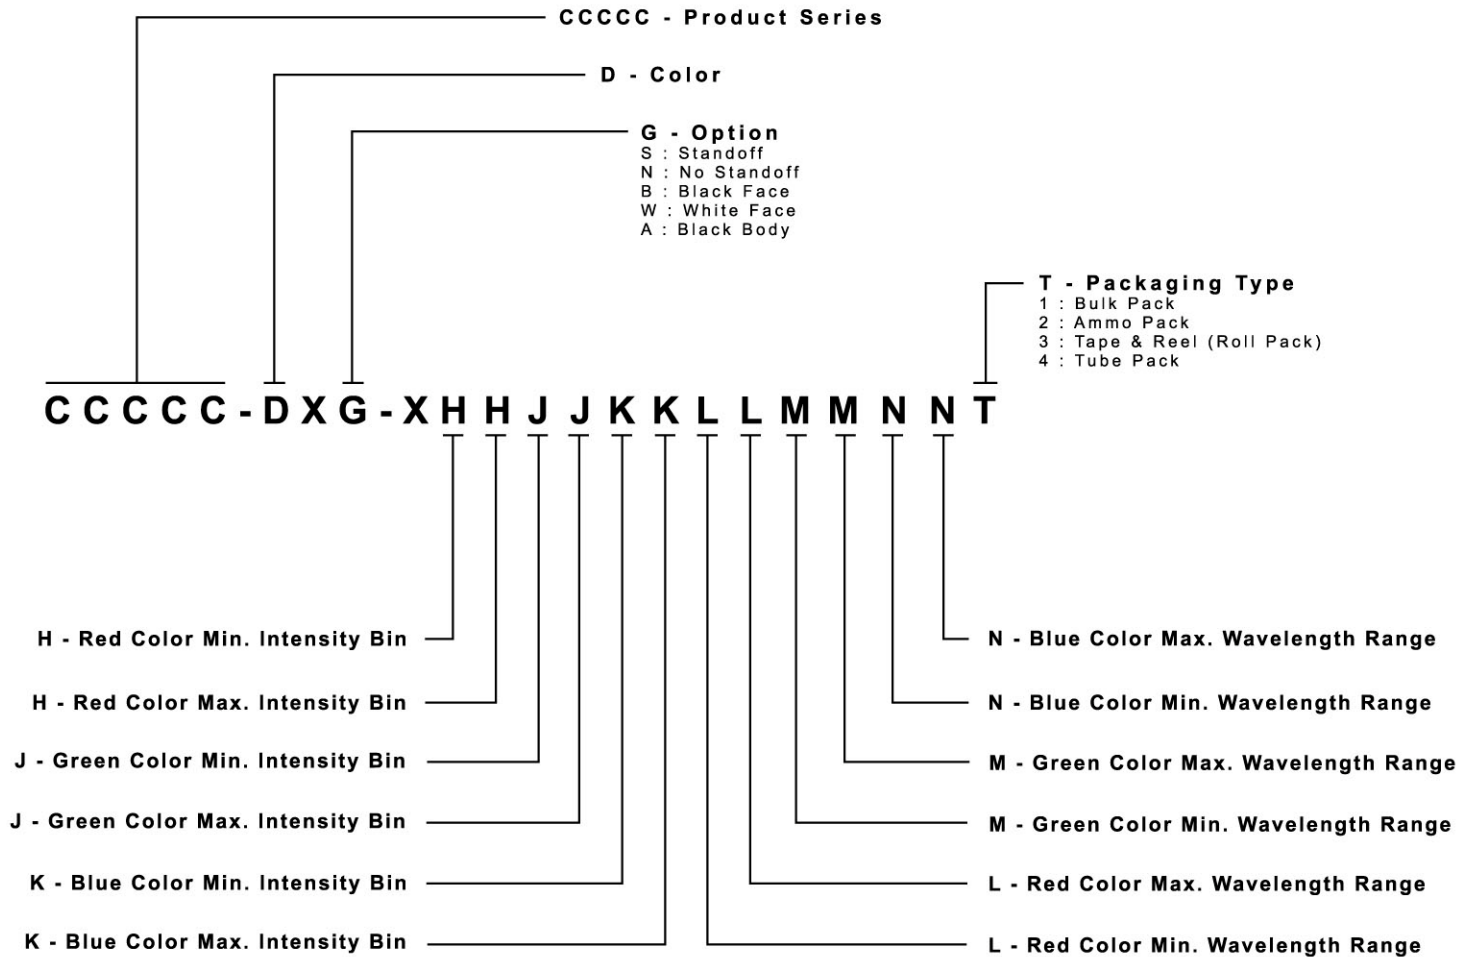 CCCCC - Product Series
D - Color
G - Option
S : Standoff
N : No Standoff
B : Black Face
W : White Face
A : Black Body
T - Packaging Type
1 : Bulk Pack
2 : Ammo Pack
3 : Tape & Reel (Roll Pack)
4 : Tube Pack
CCCCC-DXG-XHHJJKKLLMMNNT
H - Red Color Min. Intensity Bin
N - Blue Color Max. Wavelength Range
H - Red Color Max. Intensity Bin
N - Blue Color Min. Wavelength Range
J - Green Color Min. Intensity Bin
M - Green Color Max. Wavelength Range
J - Green Color Max. Intensity Bin
M - Green Color Min. Wavelength Range
K - Blue Color Min. Intensity Bin
L - Red Color Max. Wavelength Range
K - Blue Color Max. Intensity Bin
L - Red Color Min. Wavelength Range